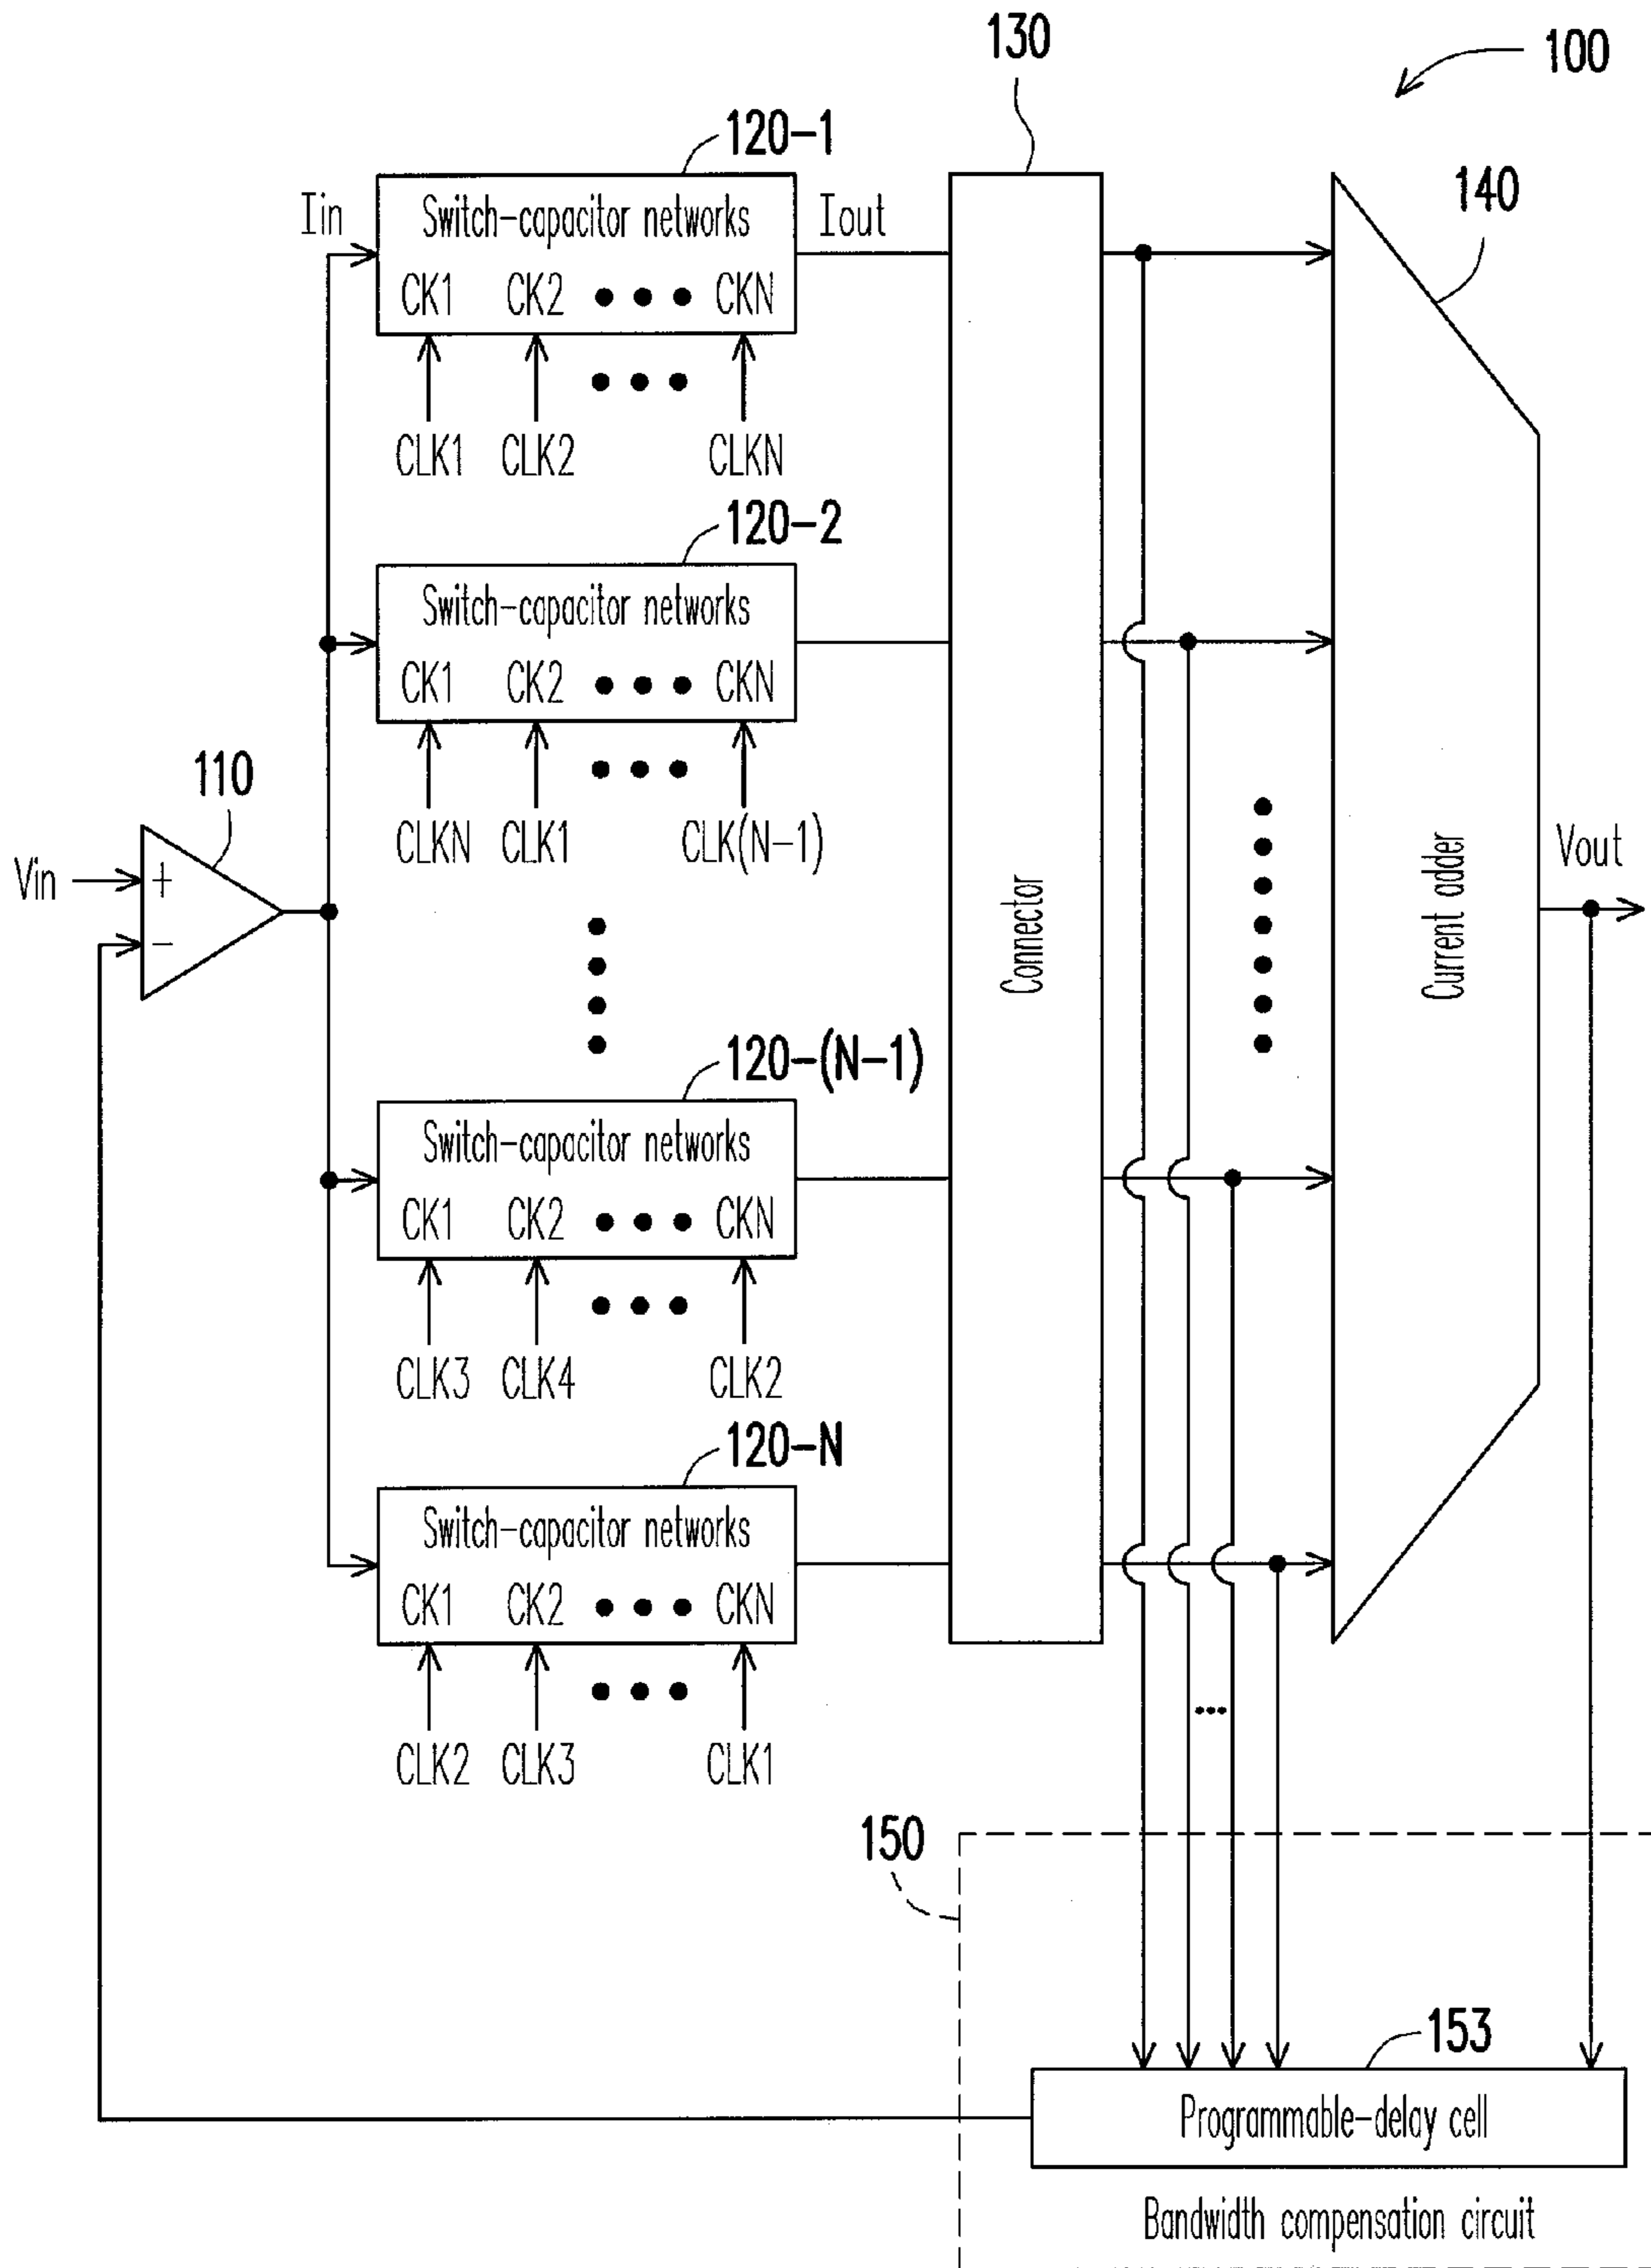 130
100
120-1
140
Iin
Switch-capacitor networks
Iout
CK1 CK2 ••• CKN
•••
CLK1 CLK2 CLKN
120-2
Switch-capacitor networks
CK1 CK2 ••• CKN
•••
CLKN CLK1 CLK(N-1)
110
Vin
+
-
Connector
Current adder
Vout
120-(N-1)
Switch-capacitor networks
CK1 CK2 ••• CKN
•••
CLK3 CLK4 CLK2
120-N
Switch-capacitor networks
CK1 CK2 ••• CKN
•••
CLK2 CLK3 CLK1
•••
150
153
Programmable-delay cell
Bandwidth compensation circuit